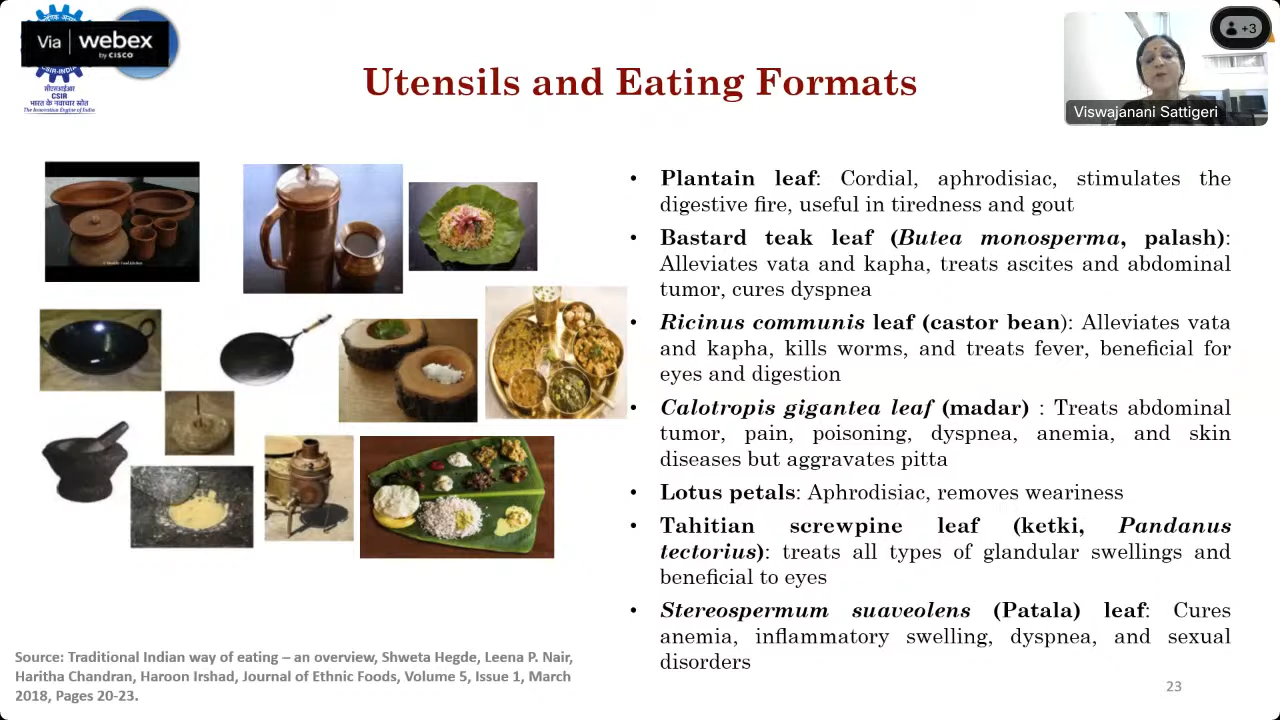 Via webex
by CISCO
CSIR-INDIA
सीएसआईआर
CSIR
भारत के नवाचार स्रोत
The Innovation Engine of India
Utensils and Eating Formats
+3
Viswajanani Sattigeri
• Plantain leaf: Cordial, aphrodisiac, stimulates the
digestive fire, useful in tiredness and gout
• Bastard teak leaf (Butea monosperma, palash):
Alleviates vata and kapha, treats ascites and abdominal
tumor, cures dyspnea
• Ricinus communis leaf (castor bean): Alleviates vata
and kapha, kills worms, and treats fever, beneficial for
eyes and digestion
• Calotropis gigantea leaf (madar) : Treats abdominal
tumor, pain, poisoning, dyspnea, anemia, and skin
diseases but aggravates pitta
• Lotus petals: Aphrodisiac, removes weariness
• Tahitian screwpine leaf (ketki, Pandanus
tectorius): treats all types of glandular swellings and
beneficial to eyes
• Stereospermum suaveolens (Patala) leaf: Cures
anemia, inflammatory swelling, dyspnea, and sexual
disorders
Source: Traditional Indian way of eating – an overview, Shweta Hegde, Leena P. Nair,
Haritha Chandran, Haroon Irshad, Journal of Ethnic Foods, Volume 5, Issue 1, March
2018, Pages 20-23.
23